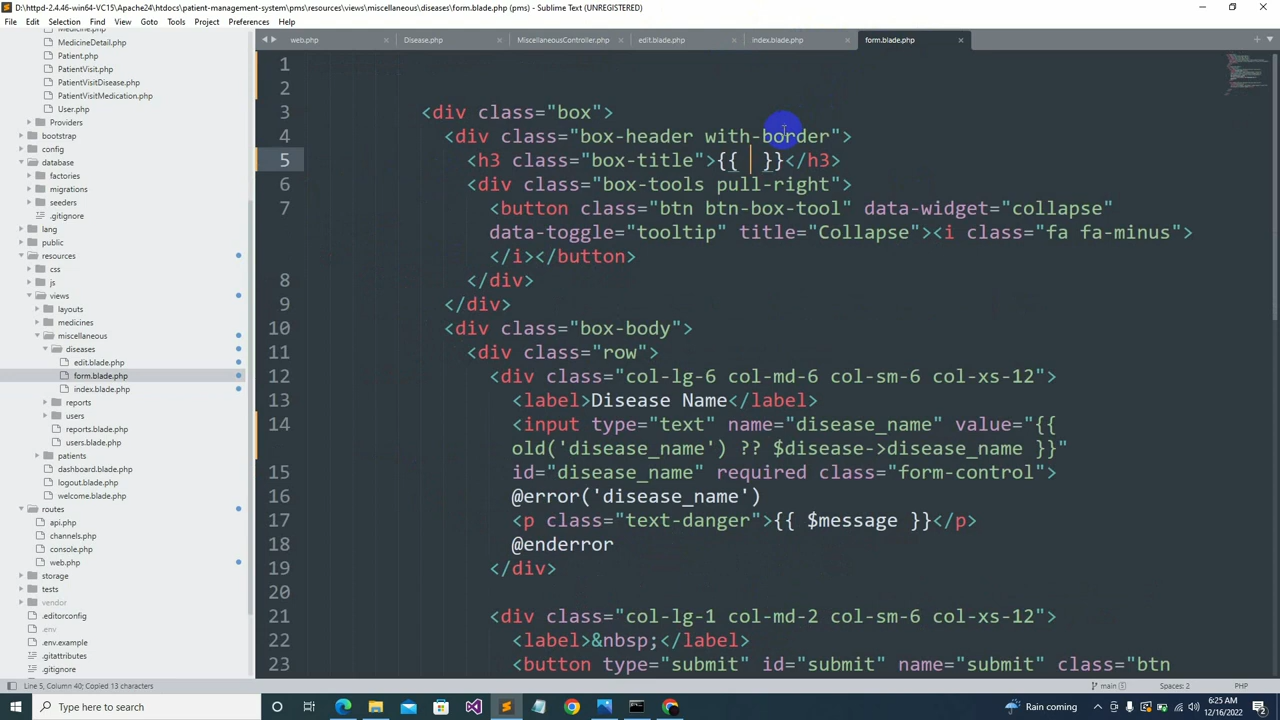 D:\httpd-2.4.46-win64-VC15\Apache24\htdocs\patient-management-system\pms\resources\views\miscellaneous\diseases\form.blade.php (pms) - Sublime Text (UNREGISTERED)
File Edit Selection Find View Goto Tools Project Preferences Help
web.php Disease.php MiscellaneousController.php edit.blade.php index.blade.php form.blade.php
Medicine.php
MedicineDetail.php
Patient.php
PatientVisit.php
PatientVisitDisease.php
PatientVisitMedication.php
User.php
Providers
bootstrap
config
database
factories
migrations
seeders
.gitignore
lang
public
resources
css
js
views
layouts
medicines
miscellaneous
diseases
edit.blade.php
form.blade.php
index.blade.php
reports
users
reports.blade.php
users.blade.php
patients
dashboard.blade.php
logout.blade.php
welcome.blade.php
routes
api.php
channels.php
console.php
web.php
storage
tests
vendor
.editorconfig
.env
.env.example
.gitattributes
.gitignore
1
2
3 <div class="box">
4 <div class="box-header with-border">
5 <h3 class="box-title">{{  }}</h3>
6 <div class="box-tools pull-right">
7 <button class="btn btn-box-tool" data-widget="collapse"
data-toggle="tooltip" title="Collapse"><i class="fa fa-minus">
</i></button>
8 </div>
9 </div>
10 <div class="box-body">
11 <div class="row">
12 <div class="col-lg-6 col-md-6 col-sm-6 col-xs-12">
13 <label>Disease Name</label>
14 <input type="text" name="disease_name" value="{{
old('disease_name') ?? $disease->disease_name }}"
15 id="disease_name" required class="form-control">
16 @error('disease_name')
17 <p class="text-danger">{{ $message }}</p>
18 @enderror
19 </div>
20
21 <div class="col-lg-1 col-md-2 col-sm-6 col-xs-12">
22 <label>&nbsp;</label>
23 <button type="submit" id="submit" name="submit" class="btn
Line 5, Column 40; Copied 13 characters main 5 Spaces: 2 PHP
Type here to search Rain coming 6:25 AM
12/16/2022